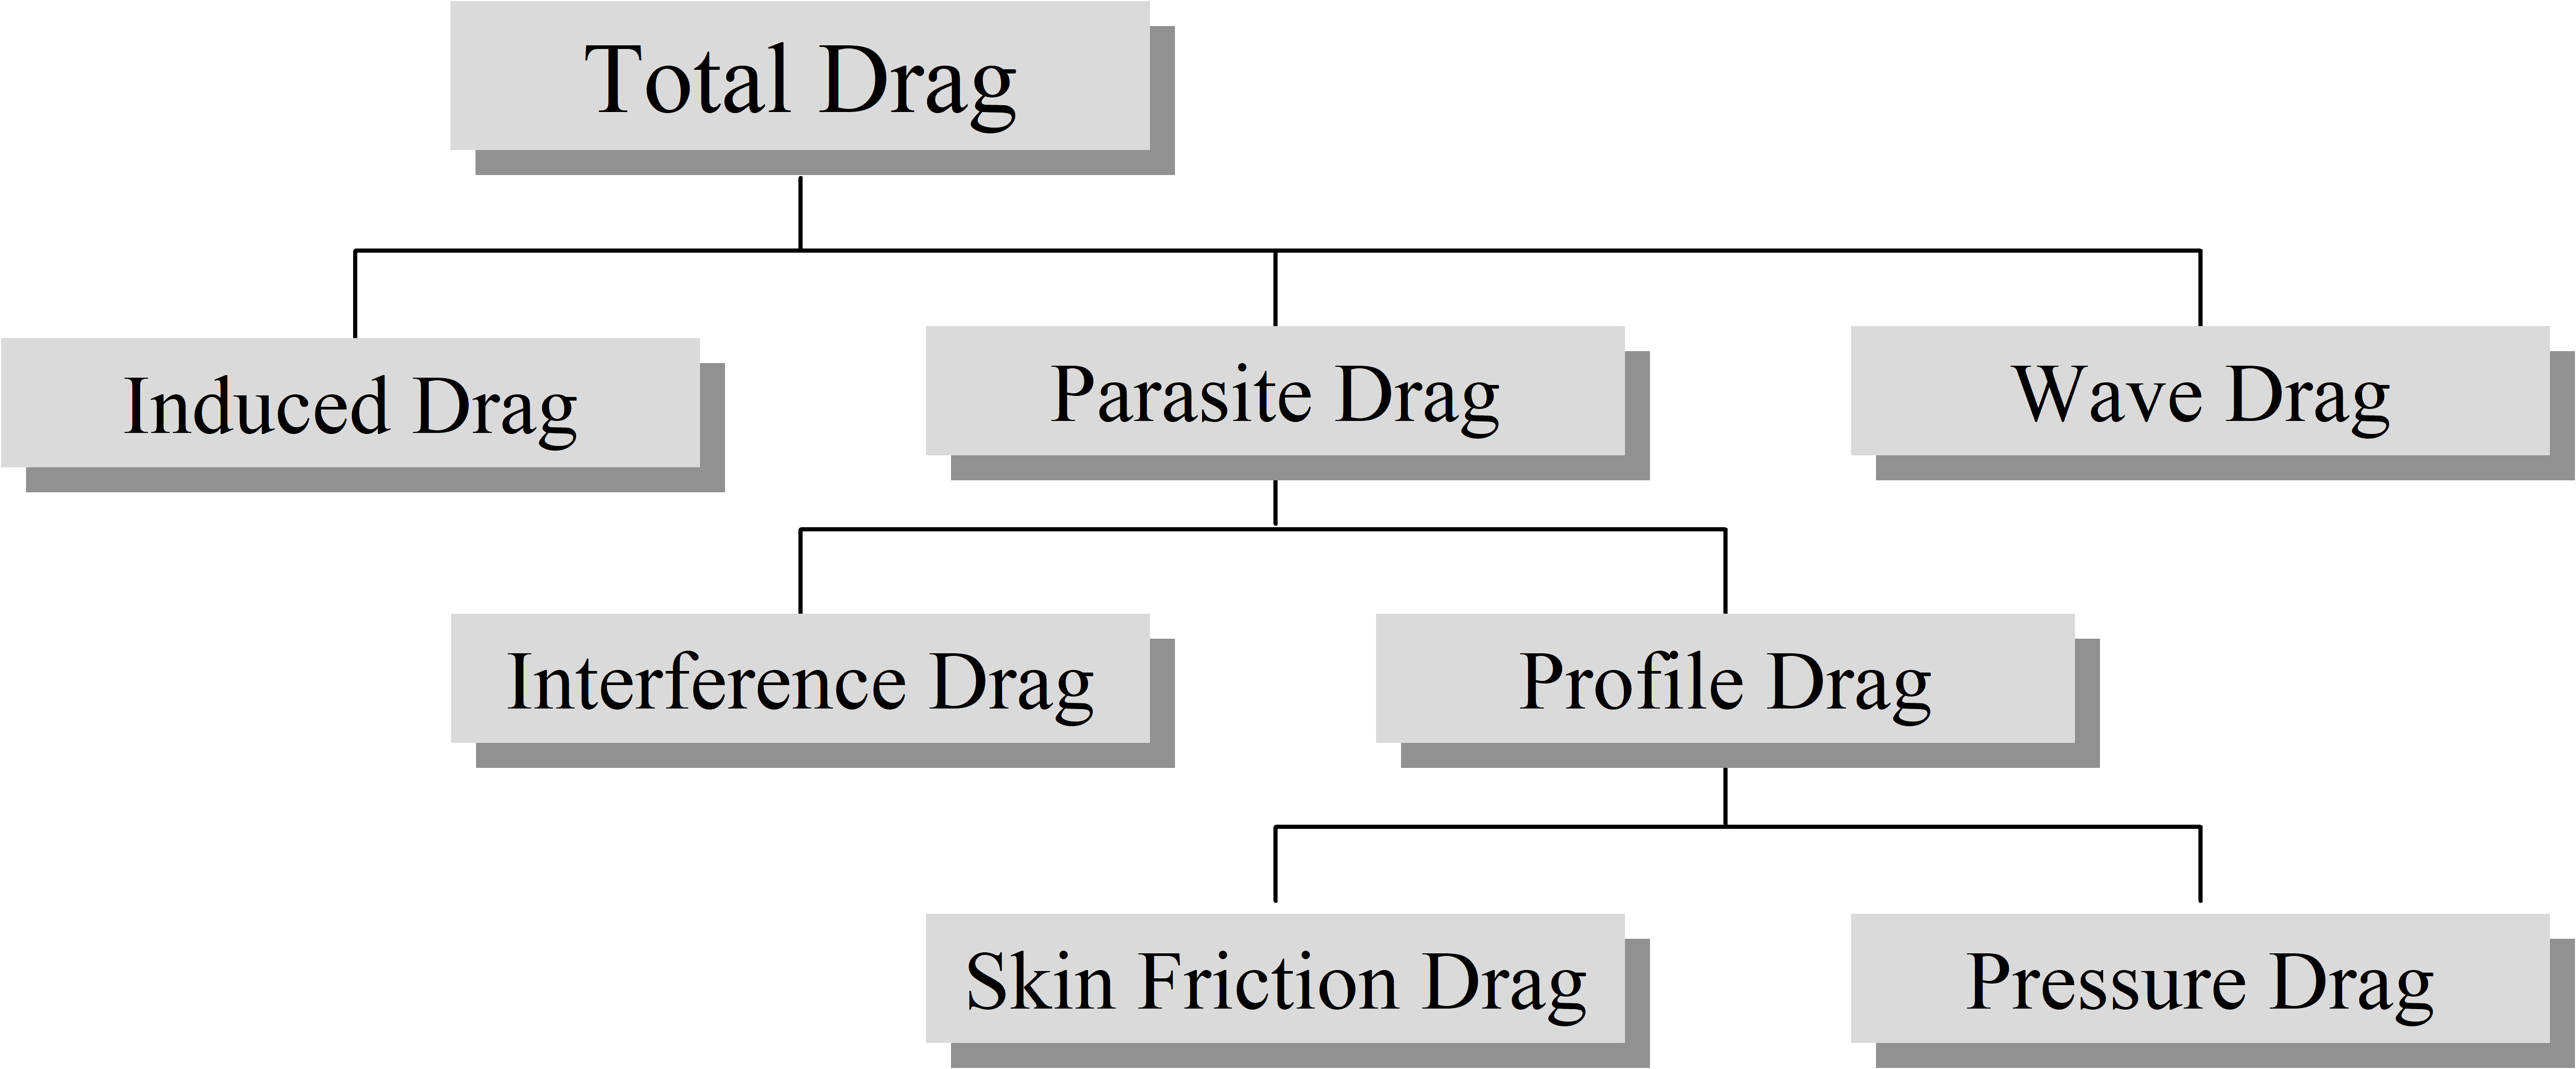 Total Drag
Induced Drag
Parasite Drag
Wave Drag
Interference Drag
Profile Drag
Skin Friction Drag
Pressure Drag